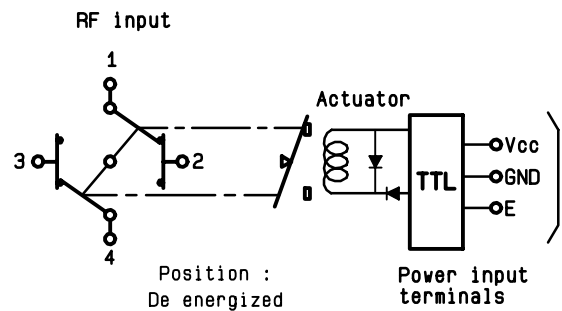 RF input
1
Actuator
3
2
Vcc
TTL
GND
E
4
Position :
De energized
Power input
terminals